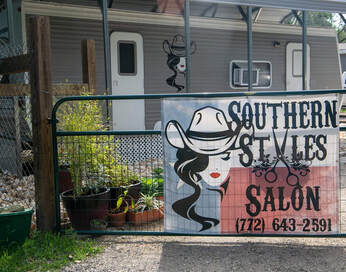 SOUTHERN
STYLES
SALON
(772) 643-2591